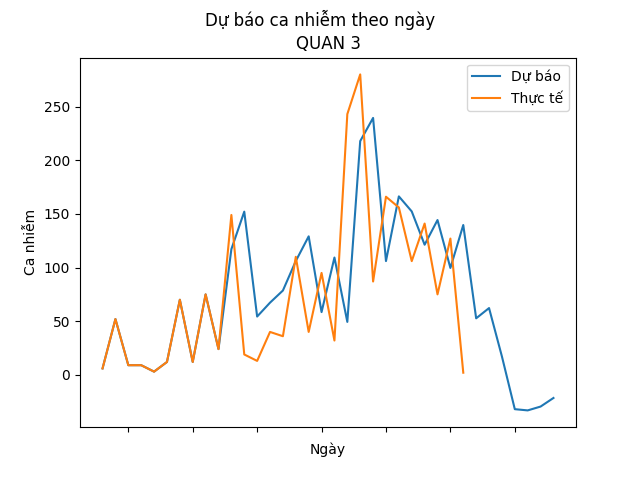 Dự báo ca nhiễm theo ngày
QUAN 3
Dự báo
Thực tế
250
200
150
100
50
0
Ca nhiễm
Ngày